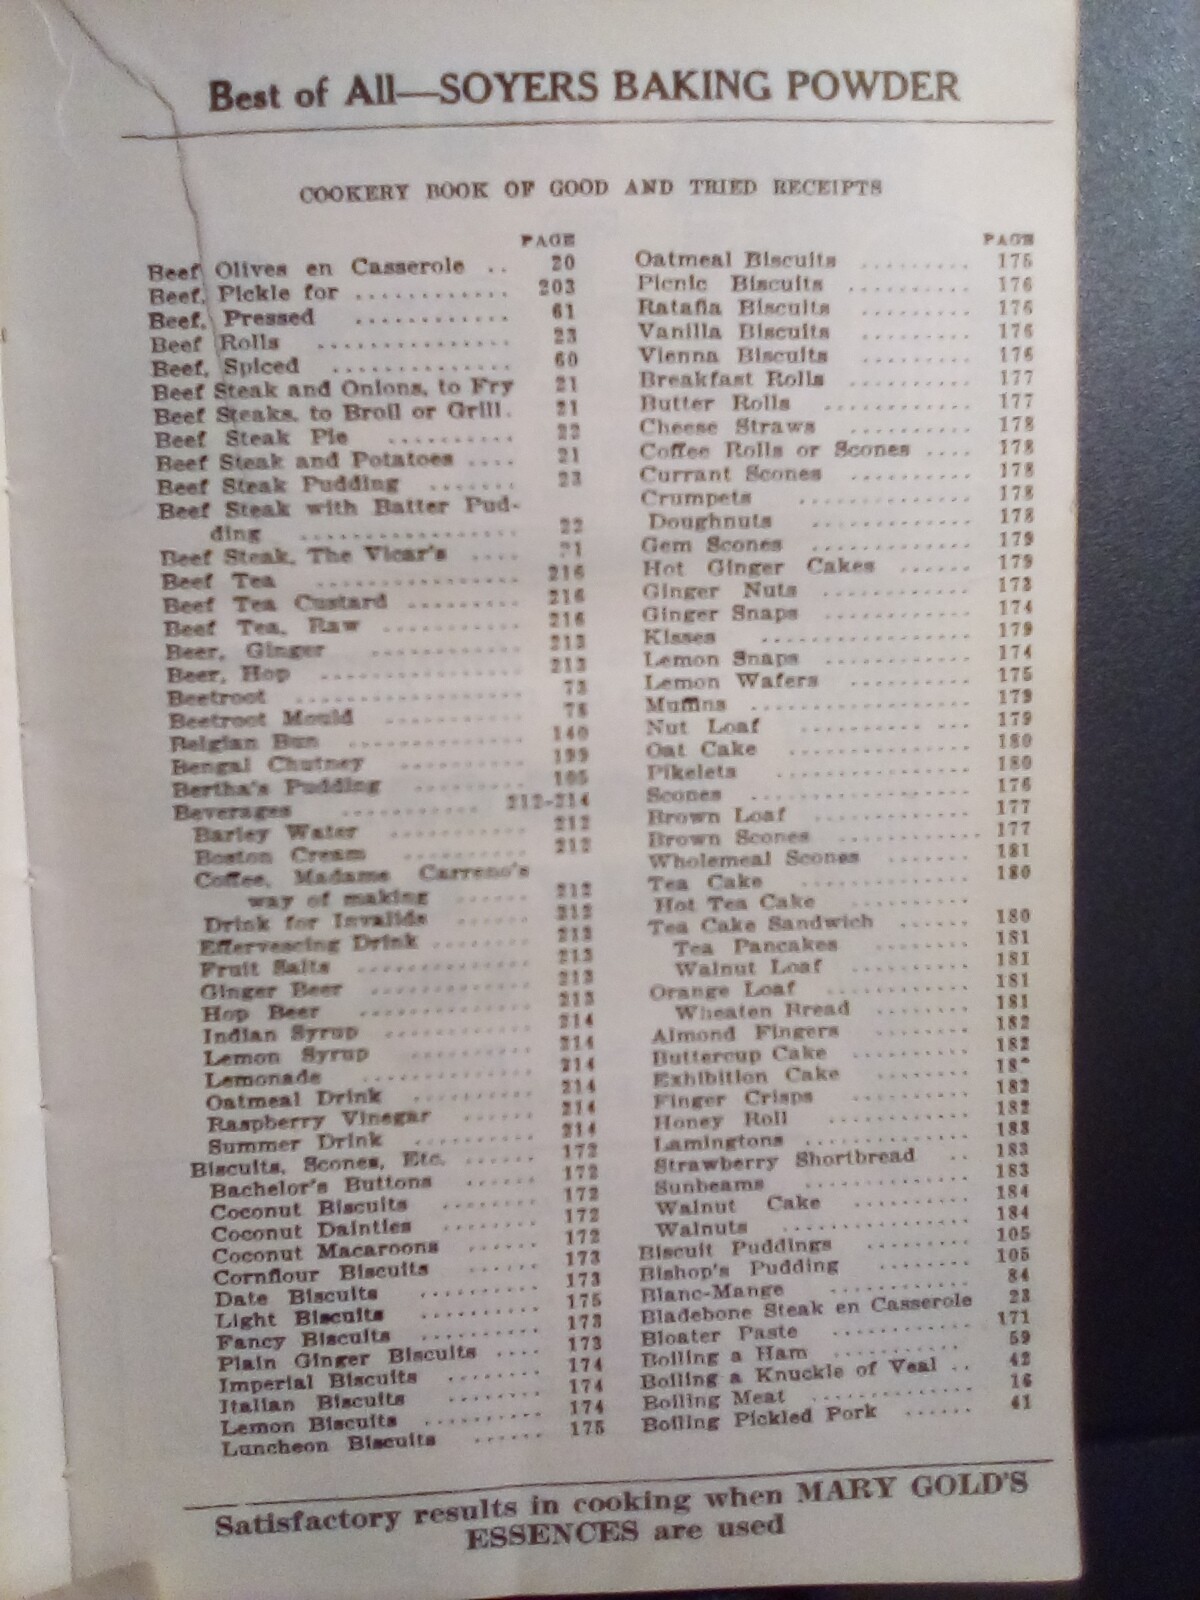 Best of All—SOYERS BAKING POWDER
COOKERY BOOK OF GOOD AND TRIED RECEIPTS
PAGE
Beef Olives en Casserole .. 20
Beef, Pickle for ............ 203
Beef, Pressed ............ 61
Beef Rolls ............... 23
Beef, Spiced .............. 60
Beef Steak and Onions, to Fry 21
Beef Steaks, to Broil or Grill. 21
Beef Steak Pie .......... 22
Beef Steak and Potatoes .... 21
Beef Steak Pudding ....... 23
Beef Steak with Batter Pud-
ding ................. 22
Beef Steak, The Vicar's .... 21
Beef Tea ................ 216
Beef Tea Custard ......... 216
Beef Tea, Raw ........... 216
Beer, Ginger ............ 213
Beer, Hop ................ 213
Beetroot .................. 73
Beetroot Mould ........... 78
Belgian Bun .............. 140
Bengal Chutney .......... 199
Bertha's Pudding ......... 105
Beverages ........... 212-214
Barley Water ........... 212
Boston Cream .......... 212
Coffee, Madame Carreno's
way of making ...... 212
Drink for Invalids ...... 212
Effervescing Drink ........ 213
Fruit Salts .............. 213
Ginger Beer ............. 213
Hop Beer .............. 213
Indian Syrup ............ 214
Lemon Syrup .......... 214
Lemonade .............. 214
Oatmeal Drink .......... 214
Raspberry Vinegar ....... 214
Summer Drink .......... 214
Biscuits, Scones, Etc. ...... 172
Bachelor's Buttons ...... 172
Coconut Biscuits ........ 172
Coconut Dainties ........ 172
Coconut Macaroons ...... 172
Cornflour Biscuits ...... 173
Date Biscuits .......... 173
Light Biscuits .......... 175
Fancy Biscuits .......... 173
Plain Ginger Biscuits .... 173
Imperial Biscuits ........ 174
Italian Biscuits ......... 174
Lemon Biscuits .......... 174
Luncheon Biscuits ...... 175
PAGE
Oatmeal Biscuits ......... 175
Picnic Biscuits .......... 176
Ratafia Biscuits ......... 176
Vanilla Biscuits ......... 176
Vienna Biscuits ......... 176
Breakfast Rolls .......... 177
Butter Rolls ............ 177
Cheese Straws .......... 178
Coffee Rolls or Scones .... 178
Currant Scones .......... 178
Crumpets .............. 178
Doughnuts ............. 178
Gem Scones ............ 179
Hot Ginger Cakes ...... 179
Ginger Nuts ............ 173
Ginger Snaps ........... 174
Kisses ................. 179
Lemon Snaps ........... 174
Lemon Wafers .......... 175
Muffins ................. 179
Nut Loaf ............. 179
Oat Cake .............. 180
Pikelets ............... 180
Scones ................. 176
Brown Loaf ............ 177
Brown Scones ........... 177
Wholemeal Scones ....... 181
Tea Cake .............. 180
Hot Tea Cake ..........
Tea Cake Sandwich ...... 180
Tea Pancakes ........ 181
Walnut Loaf .......... 181
Orange Loaf ............ 181
Wheaten Bread ........ 181
Almond Fingers ......... 182
Buttercup Cake .......... 182
Exhibition Cake ........ 18
Finger Crisps ........... 182
Honey Roll ............ 182
Lamingtons .............. 183
Strawberry Shortbread .. 183
Sunbeams .............. 183
Walnut Cake .......... 184
Walnuts ................ 184
Biscuit Puddings ......... 105
Bishop's Pudding ........ 105
Blanc-Mange ............ 84
Bladebone Steak en Casserole 23
Bloater Paste ............ 171
Boiling a Ham ........... 59
Boiling a Knuckle of Veal .. 42
Boiling Meat .............. 16
Boiling Pickled Pork ...... 41
Satisfactory results in cooking when MARY GOLD'S
ESSENCES are used